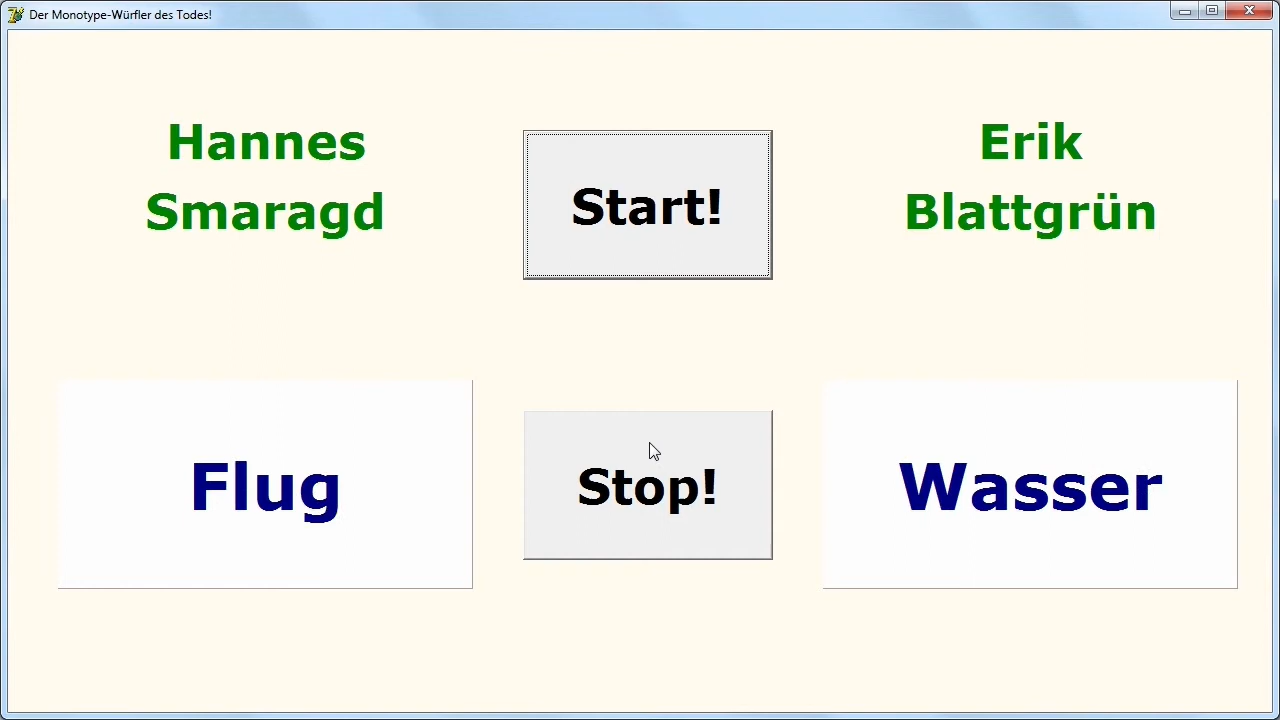 Der Monotype-Würfler des Todes!
Hannes
Smaragd
Start!
Erik
Blattgrün
Flug
Stop!
Wasser